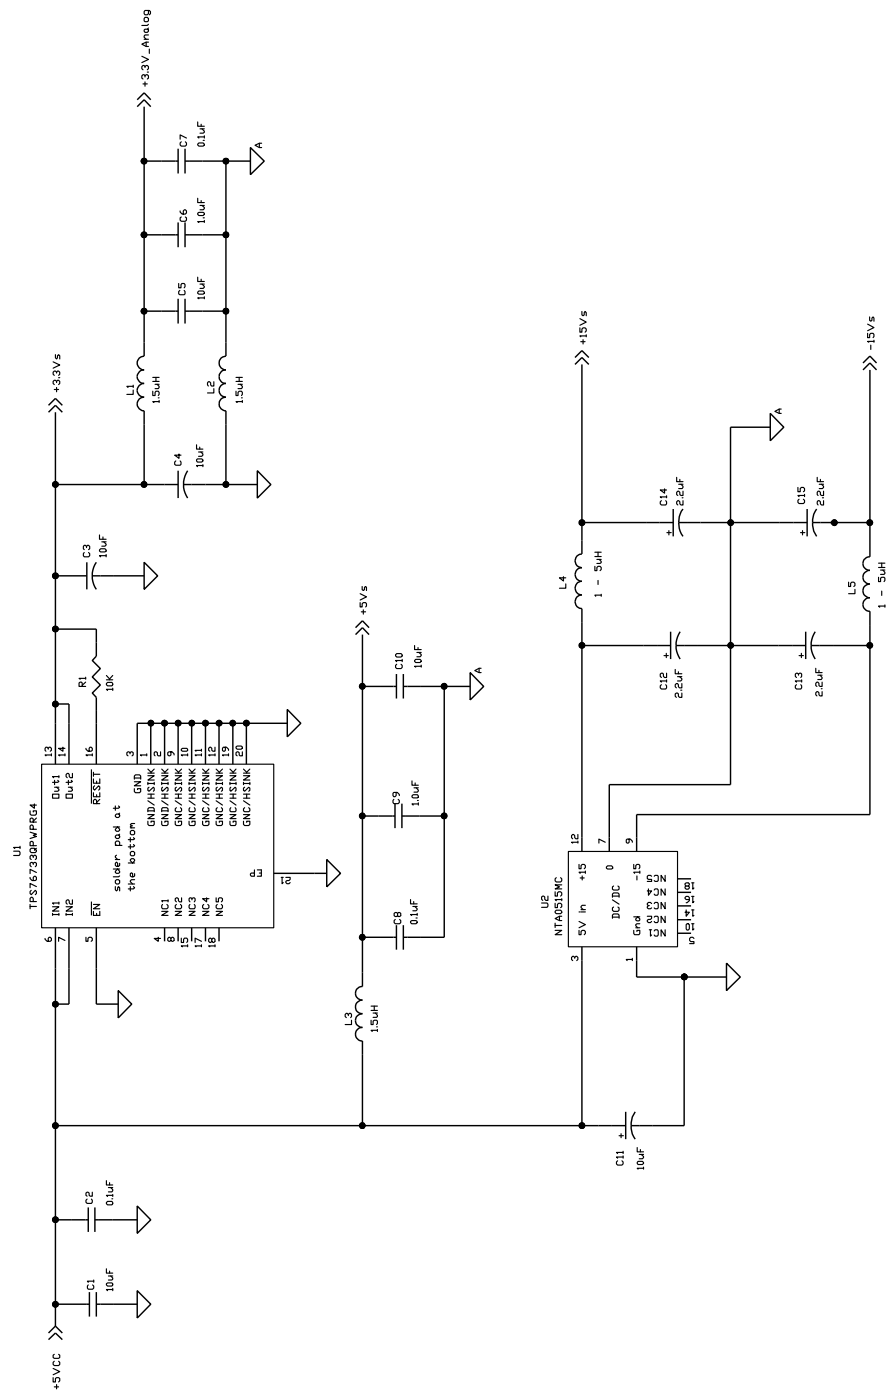 +5VCC
C1
10uF
C2
0.1uF
U1
TPS76733QPWPRG4
6
IN1
7
IN2
5
EN
4
NC1
8
NC2
15
NC3
17
NC4
18
NC5
solder pad at
the bottom
Out1
13
Out2
14
RESET
16
GND
3
GND/HSINK
1
GND/HSINK
2
GNC/HSINK
9
GNC/HSINK
10
GNC/HSINK
11
GNC/HSINK
12
GNC/HSINK
19
GNC/HSINK
20
EP
21
R1
10K
C3
10uF
+3.3Vs
C4
10uF
L1
1.5uH
L2
1.5uH
C5
10uF
C6
1.0uF
C7
0.1uF
A
+3.3V_Analog
L3
1.5uH
C8
0.1uF
C9
1.0uF
C10
10uF
A
+5Vs
C11
10uF
+
U2
NTA0515MC
3
5V in
1
Gnd
DC/DC
+15
12
0
7
-15
9
NC1
5
NC2
10
NC3
14
NC4
16
NC5
18
C12
2.2uF
+
C13
2.2uF
+
L4
1 - 5uH
L5
1 - 5uH
C14
2.2uF
+
C15
2.2uF
+
A
+15Vs
-15Vs